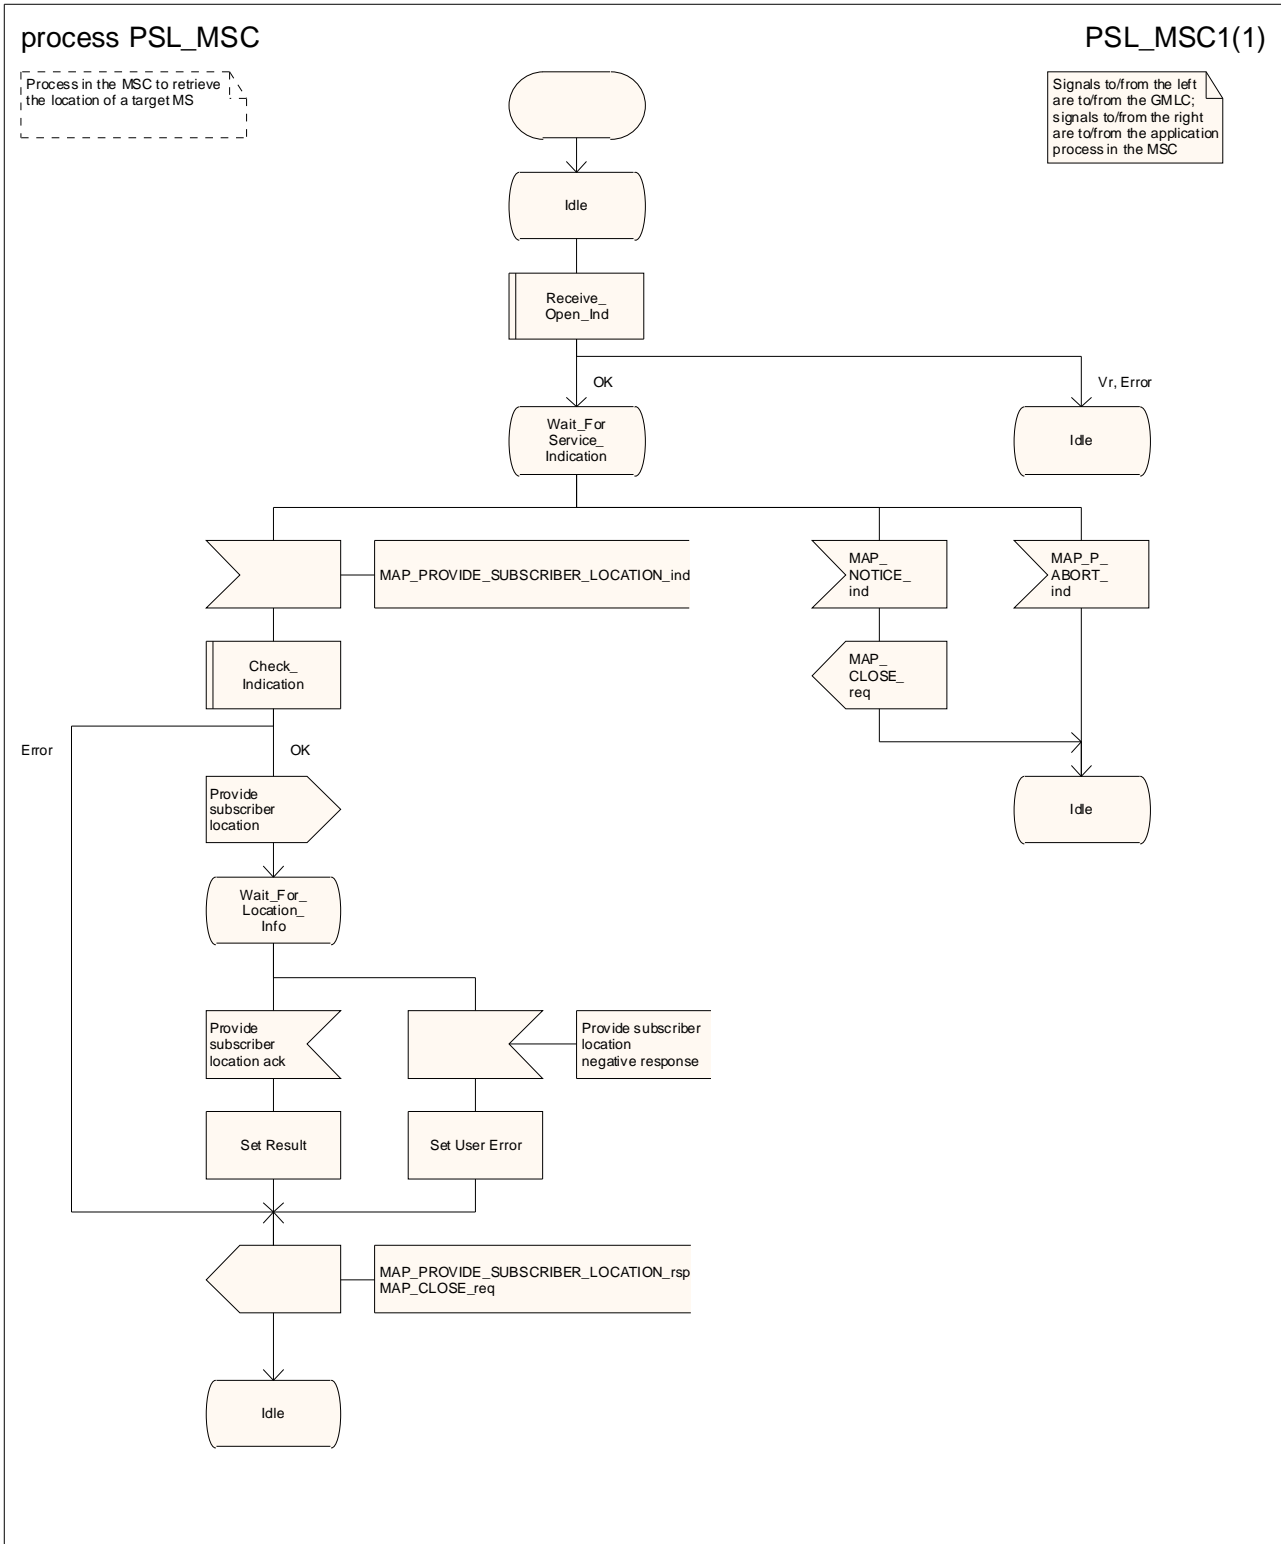 process PSL_MSC
PSL_MSC1(1)
Process in the MSC to retrieve
the location of a target MS
Signals to/from the left
are to/from the GMLC;
signals to/from the right
are to/from the application
process in the MSC
Idle
Receive_
Open_Ind
OK
Vr, Error
Wait_For
Service_
Indication
Idle
MAP_PROVIDE_SUBSCRIBER_LOCATION_ind
MAP_
NOTICE_
ind
MAP_P_
ABORT_
ind
Check_
Indication
MAP_
CLOSE_
req
Error
OK
Provide
subscriber
location
Idle
Wait_For_
Location_
Info
Provide
subscriber
location ack
Provide subscriber
location
negative response
Set Result
Set User Error
MAP_PROVIDE_SUBSCRIBER_LOCATION_rsp
MAP_CLOSE_req
Idle